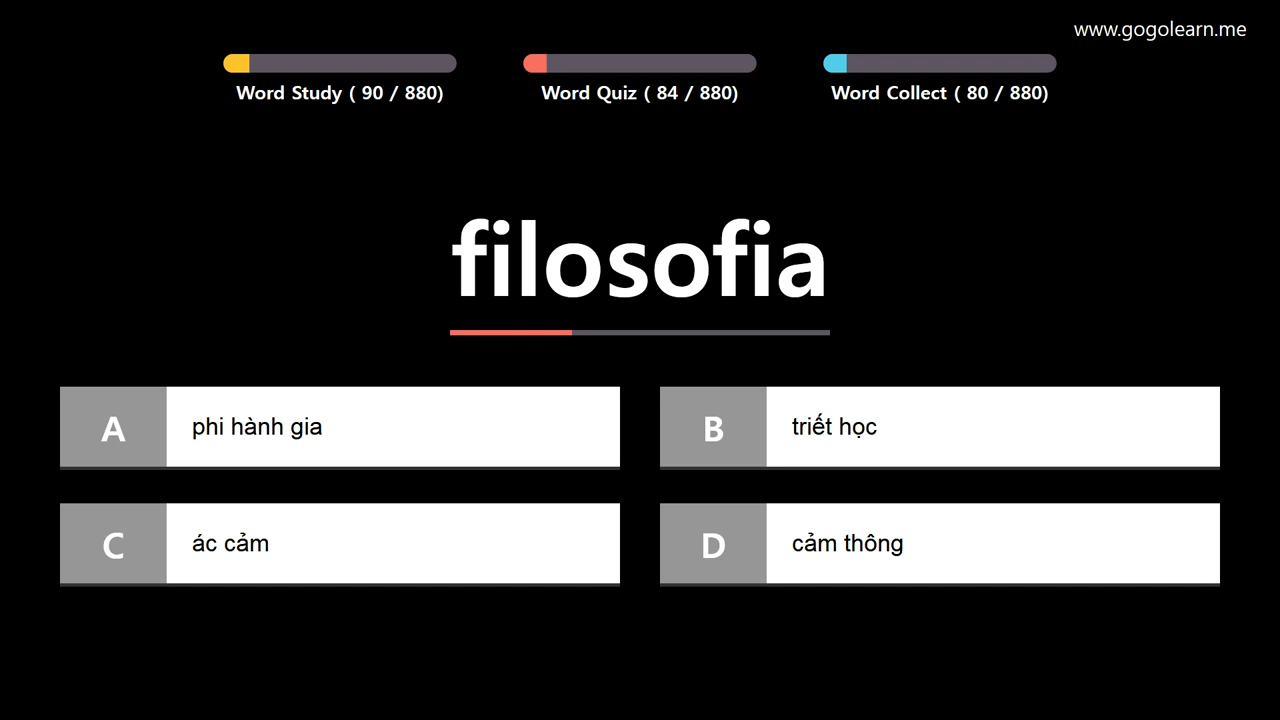 www.gogolearn.me
Word Study ( 90 / 880)
Word Quiz ( 84 / 880)
Word Collect ( 80 / 880)
filosofia
A phi hành gia
B triết học
C ác cảm
D cảm thông